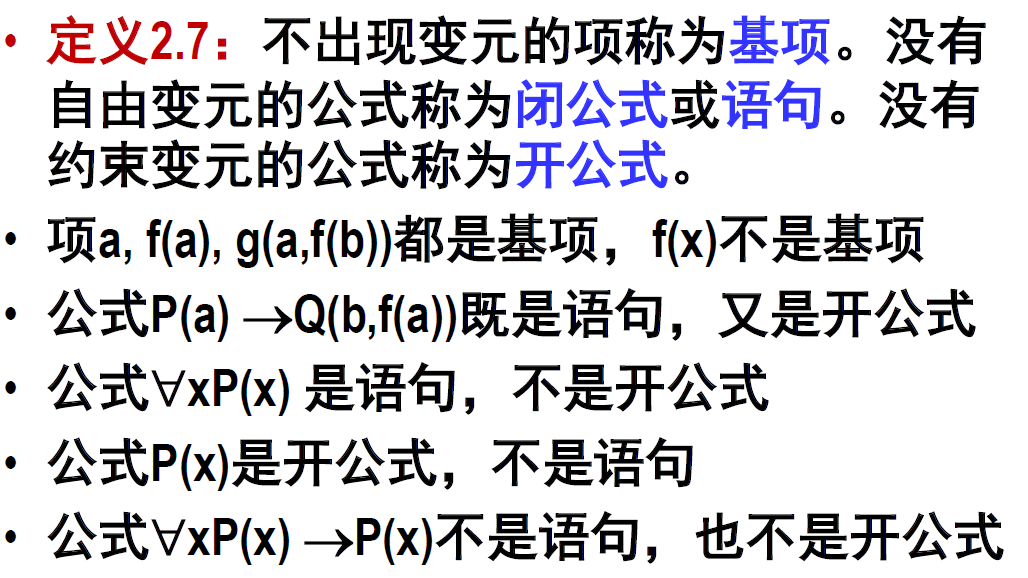 • 定义2.7：不出现变元的项称为基项。没有
自由变元的公式称为闭公式或语句。没有
约束变元的公式称为开公式。
• 项a, f(a), g(a,f(b))都是基项，f(x)不是基项
• 公式P(a) →Q(b,f(a))既是语句，又是开公式
• 公式∀xP(x) 是语句，不是开公式
• 公式P(x)是开公式，不是语句
• 公式∀xP(x) →P(x)不是语句，也不是开公式